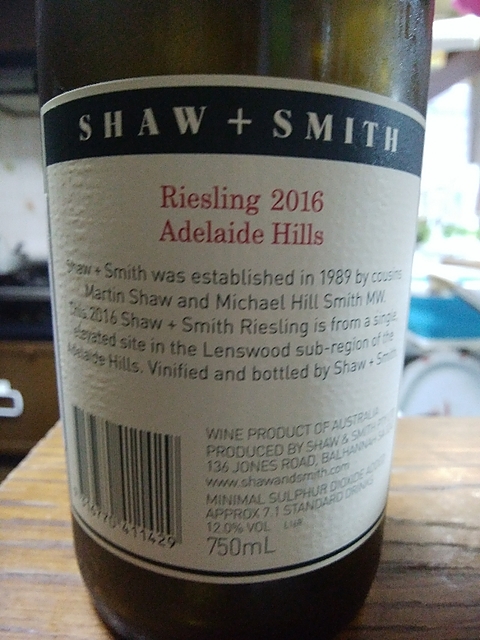 SHAW + SMITH
Riesling 2016
Adelaide Hills
Shaw + Smith was established in 1989 by cousins
Martin Shaw and Michael Hill Smith MW.
This 2016 Shaw + Smith Riesling is from a single,
elevated site in the Lenswood sub-region of the
Adelaide Hills. Vinified and bottled by Shaw + Smith
WINE PRODUCT OF AUSTRALIA
PRODUCED BY SHAW & SMITH
136 JONES ROAD, BALHANNAH
www.shawandsmith.com
MINIMAL SULPHUR DIOXIDE ADDED
APPROX 7.1 STANDARD DRINKS
12.0% VOL
750mL